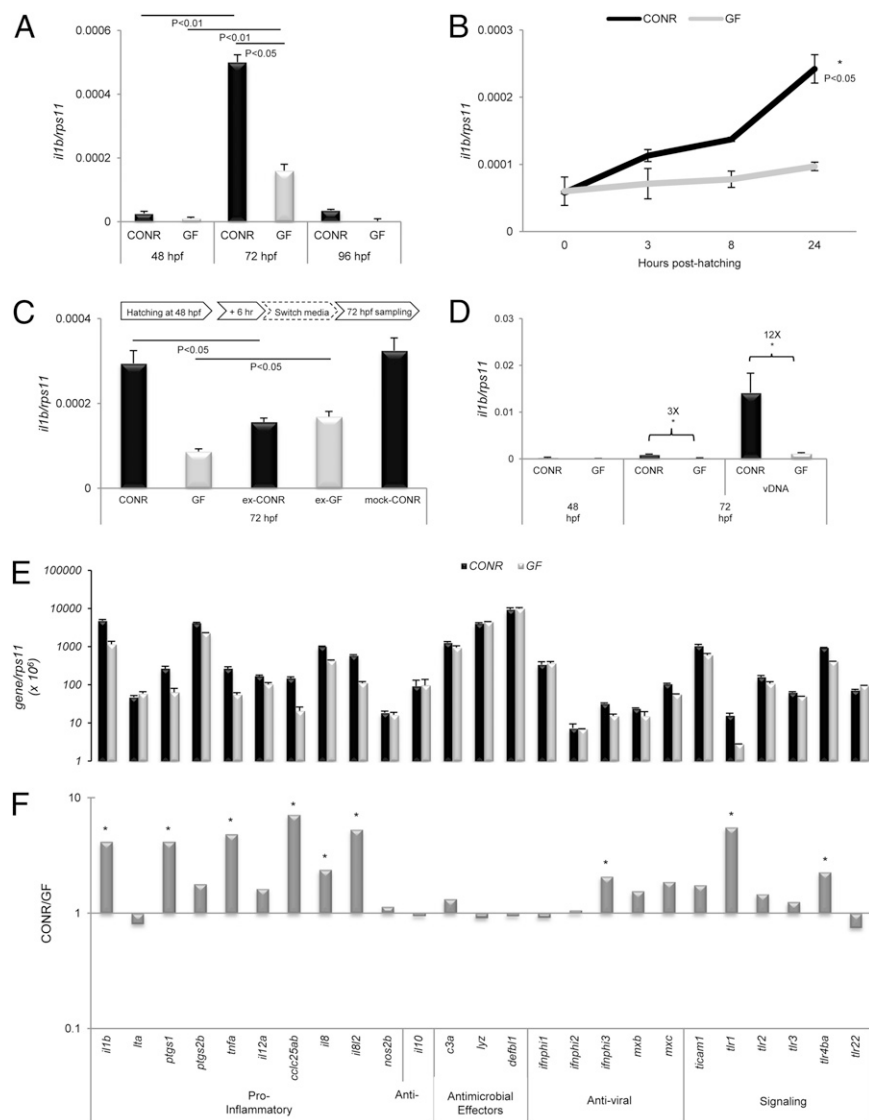 A
il1b/rps11
0.0006
0.0004
0.0002
0
P<0.01
P<0.01
P<0.05
CONR GF CONR GF CONR GF
48 hpf 72 hpf 96 hpf
B
CONR GF
il1b/rps11
0.0003
0.0002
0.0001
0
*
P<0.05
0 3 8 24
Hours post-hatching
C
Hatching at 48 hpf + 6 hr Switch media 72 hpf sampling
il1b/rps11
0.0004
0.0002
0
P<0.05
P<0.05
CONR GF ex-CONR ex-GF mock-CONR
72 hpf
D
il1b/rps11
0.03
0.02
0.01
0
3X
*
12X
*
CONR GF CONR GF CONR GF
vDNA
48
hpf
72
hpf
E
CONR GF
gene/rps11
(x 10⁶)
100000
10000
1000
100
10
1
F
CONR/GF
10
1
0.1
* * * * * * * * *
il1b lta ptgs1 ptgs2b tnfa il12a cclc25ab il8 il8l2 nos2b il10 c3a lyz defbl1 ifnphi1 ifnphi2 ifnphi3 mxb mxc ticam1 tlr1 tlr2 tlr3 tlr4ba tlr22
Pro-
Inflammatory
Anti-
Antimicrobial
Effectors
Anti-viral
Signaling